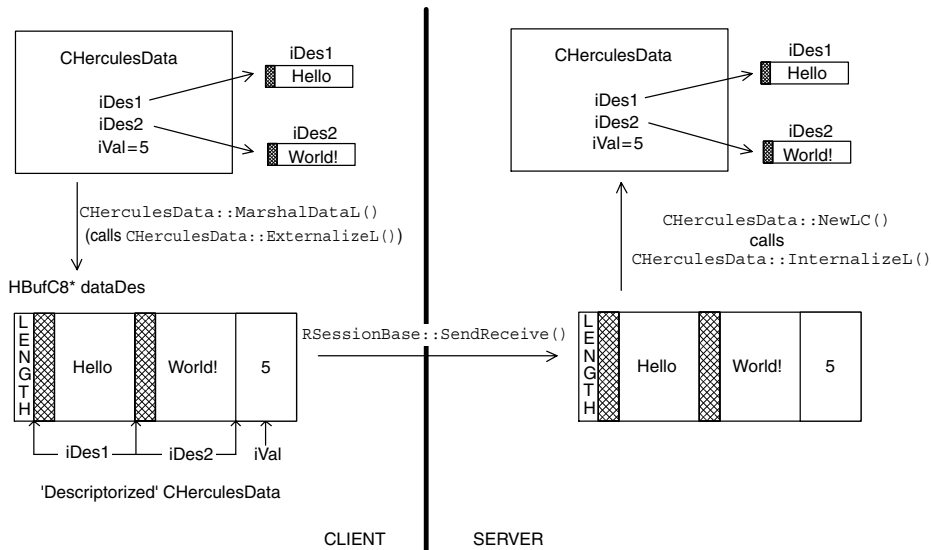 CHerculesData
iDes1
iDes2
iVal=5
iDes1
Hello
iDes2
World!
CHerculesData::MarshalDataL()
(calls CHerculesData::ExternalizeL())
HBufC8* dataDes
LENGTH
Hello
World!
5
iDes1
iDes2
iVal
'Descriptorized' CHerculesData
CLIENT
RSessionBase::SendReceive()
CHerculesData
iDes1
iDes2
iVal=5
iDes1
Hello
iDes2
World!
CHerculesData::NewLC()
calls
CHerculesData::InternalizeL()
LENGTH
Hello
World!
5
SERVER